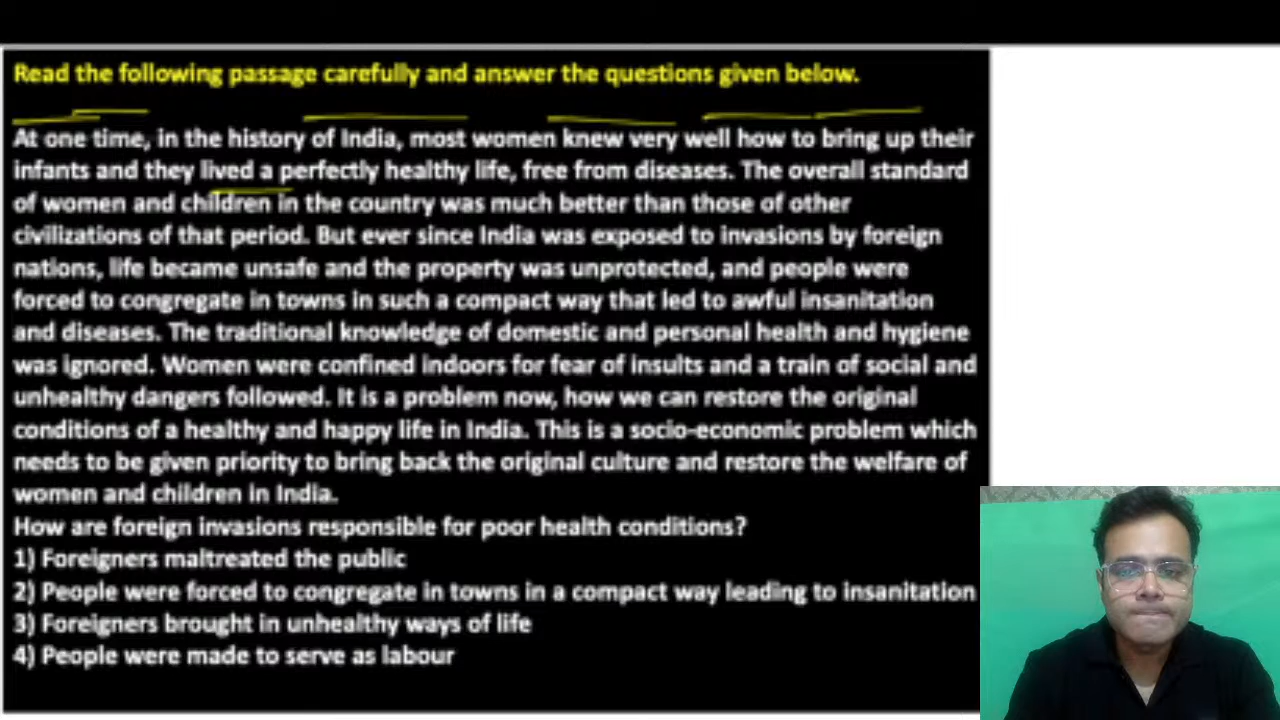 Read the following passage carefully and answer the questions given below.
At one time, in the history of India, most women knew very well how to bring up their
infants and they lived a perfectly healthy life, free from diseases. The overall standard
of women and children in the country was much better than those of other
civilizations of that period. But ever since India was exposed to invasions by foreign
nations, life became unsafe and the property was unprotected, and people were
forced to congregate in towns in such a compact way that led to awful insanitation
and diseases. The traditional knowledge of domestic and personal health and hygiene
was ignored. Women were confined indoors for fear of insults and a train of social and
unhealthy dangers followed. It is a problem now, how we can restore the original
conditions of a healthy and happy life in India. This is a socio-economic problem which
needs to be given priority to bring back the original culture and restore the welfare of
women and children in India.
How are foreign invasions responsible for poor health conditions?
1) Foreigners maltreated the public
2) People were forced to congregate in towns in a compact way leading to insanitation
3) Foreigners brought in unhealthy ways of life
4) People were made to serve as labour